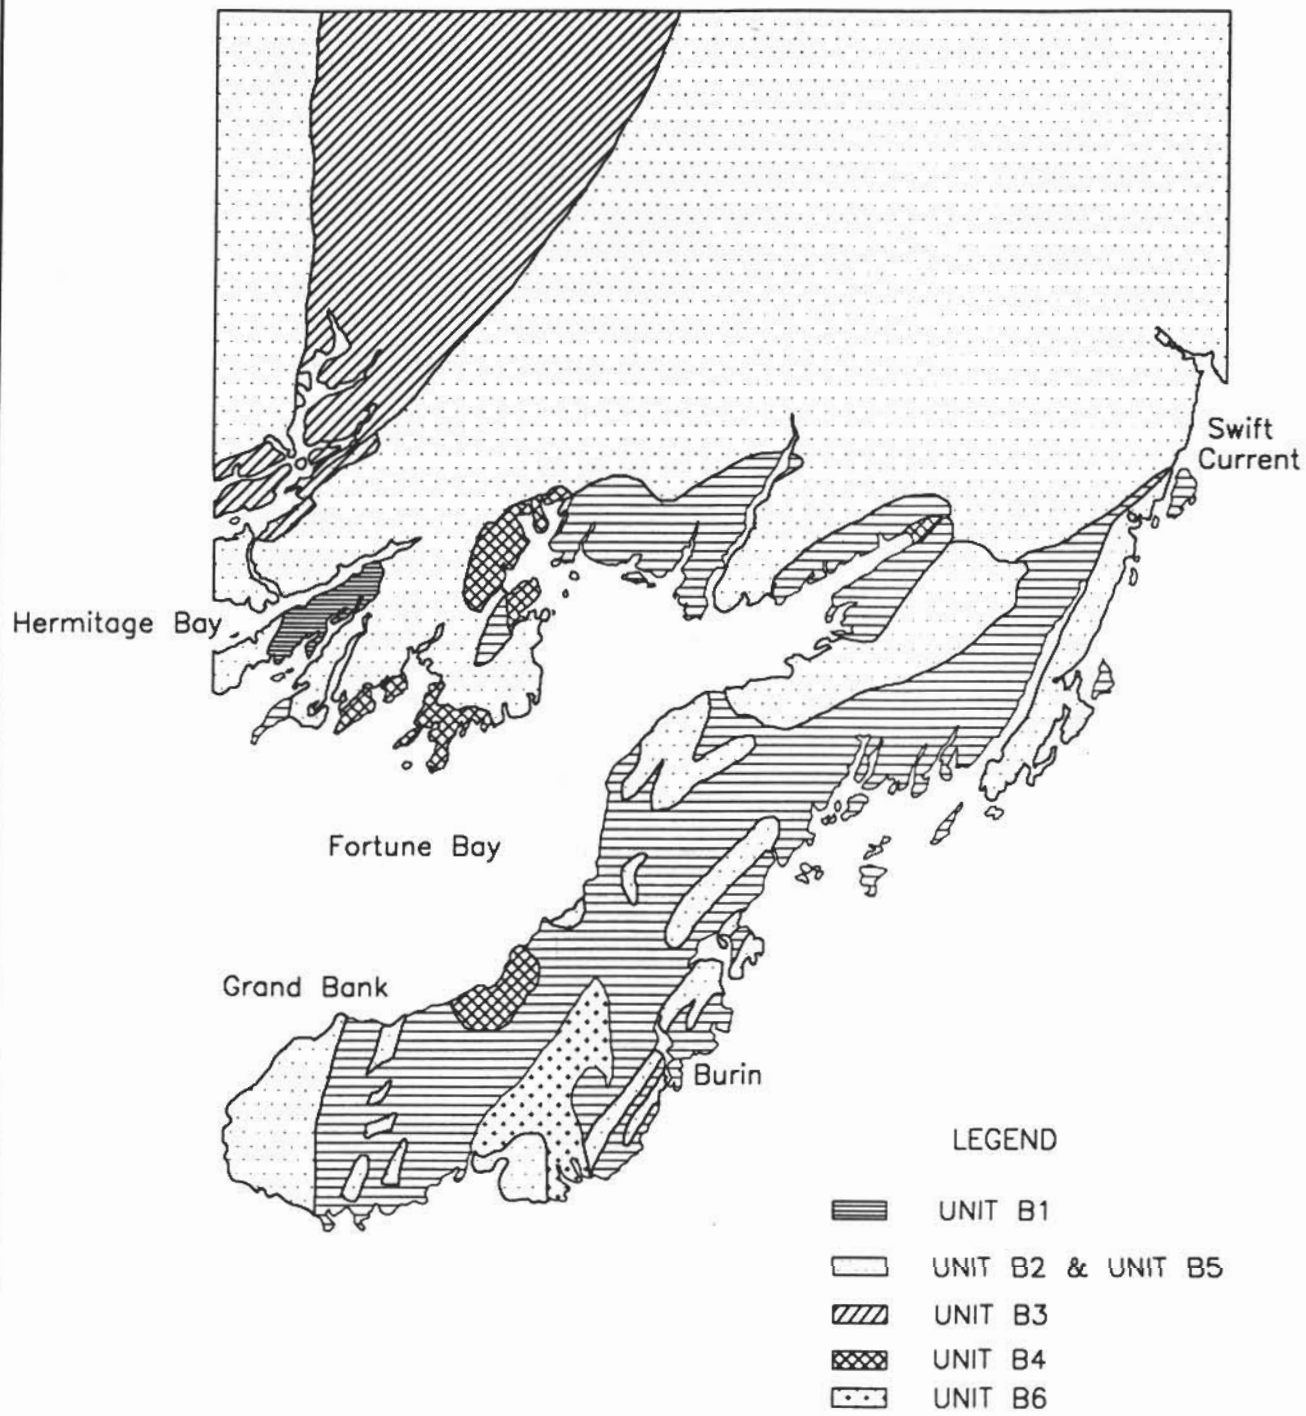 Swift
Current
Hermitage Bay
Fortune Bay
Grand Bank
Burin
LEGEND
UNIT B1
UNIT B2 & UNIT B5
UNIT B3
UNIT B4
UNIT B6